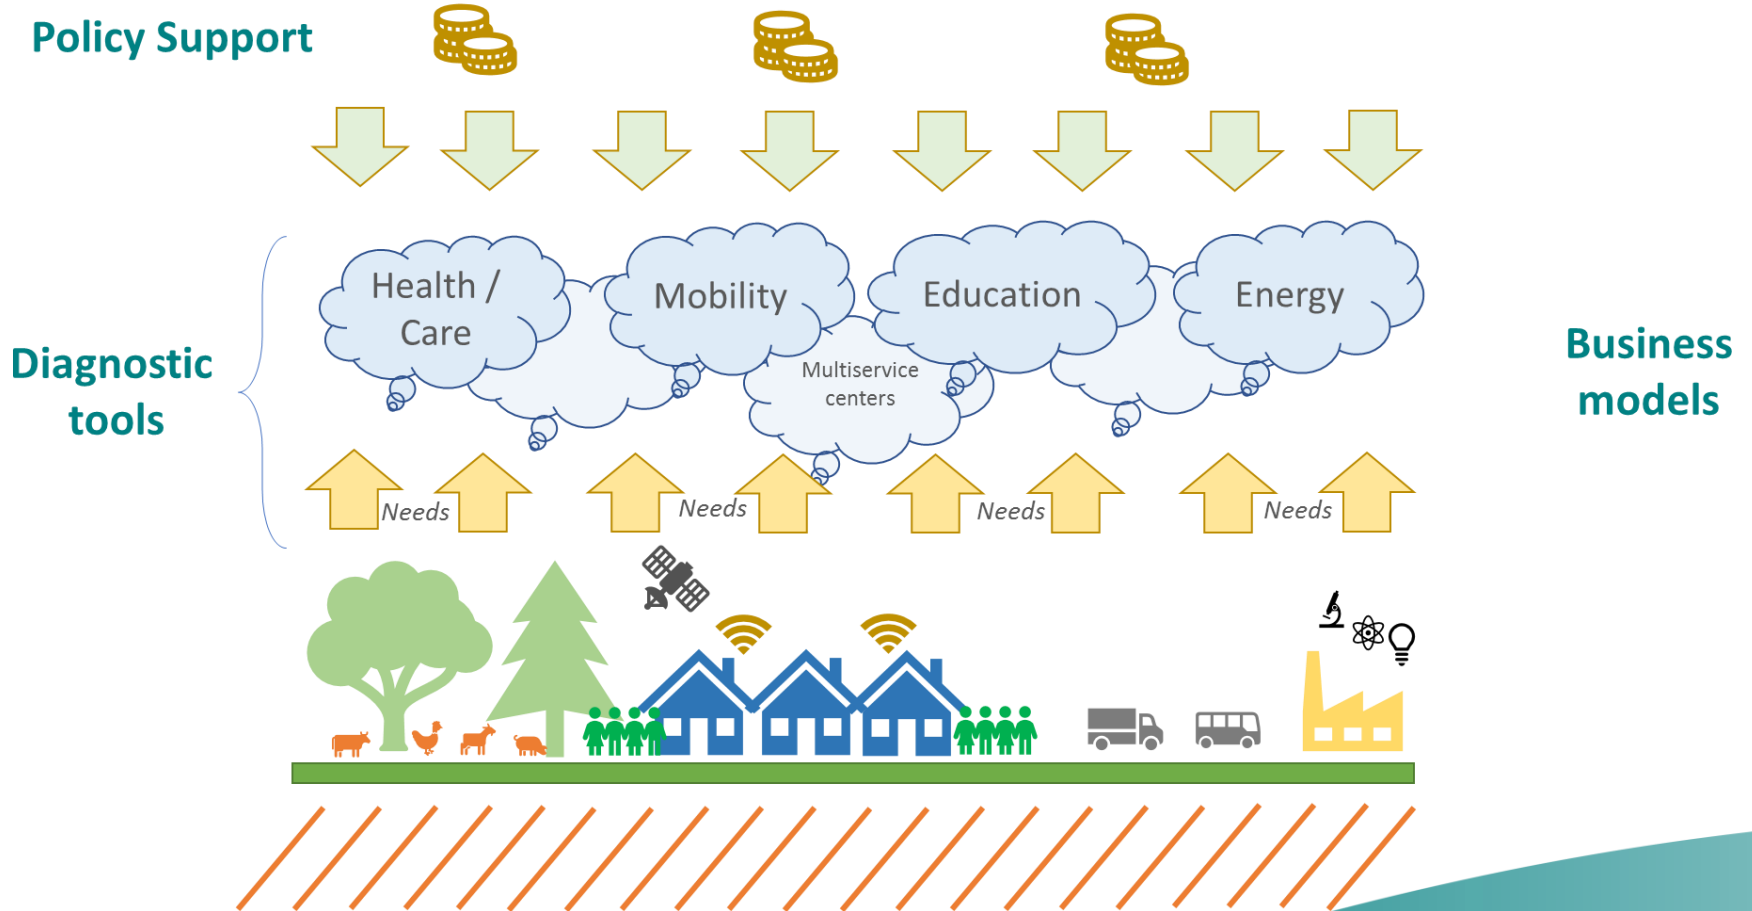 Policy Support
Health /
Care
Mobility
Education
Energy
Multiservice
centers
Diagnostic
tools
Business
models
Needs
Needs
Needs
Needs